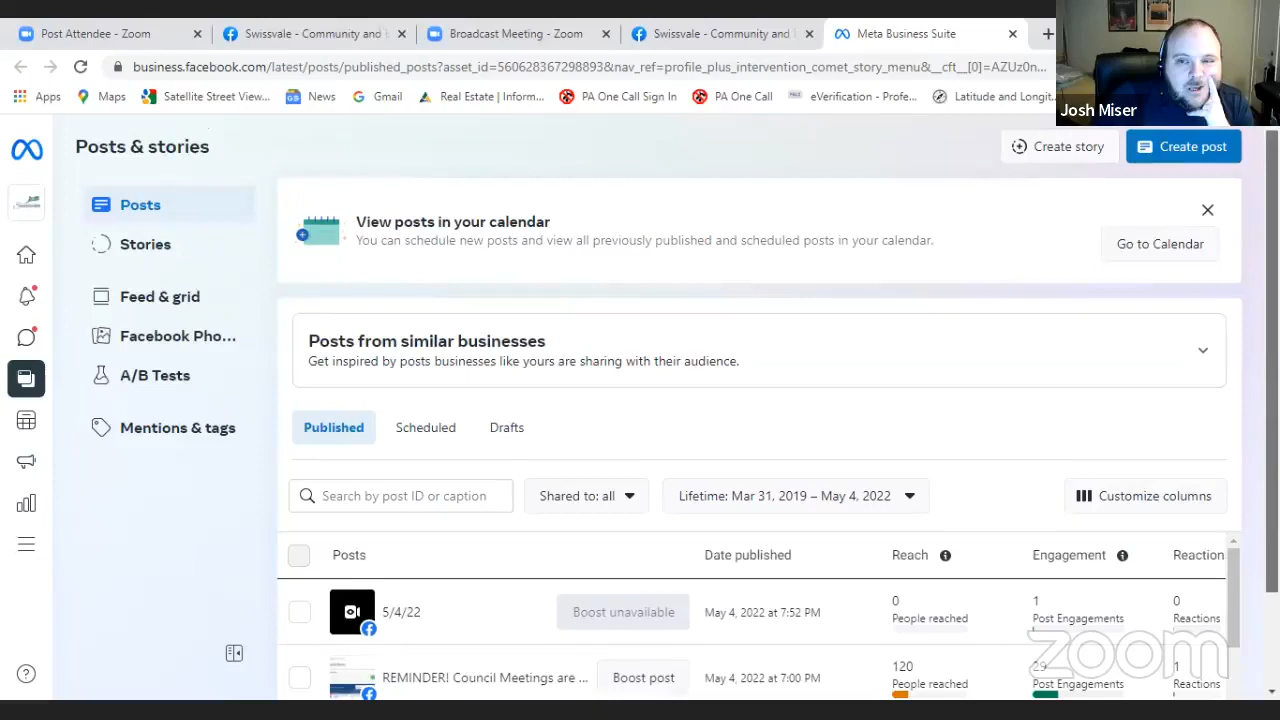 Post Attendee - Zoom
Swissvale - Community and
Broadcast Meeting - Zoom
Swissvale - Community and
Meta Business Suite
business.facebook.com/latest/posts/published_posts?asset_id=560628367298893&nav_ref=profile_plus_intervention_comet_story_menu&__cft__[0]=AZUz0n...
Apps
Maps
Satellite Street View...
News
Gmail
Real Estate | Inform...
PA One Call Sign In
PA One Call
eVerification - Profe...
Latitude and Longit...
Josh Miser
Posts & stories
Create story
Create post
Posts
Stories
Feed & grid
Facebook Pho...
A/B Tests
Mentions & tags
View posts in your calendar
You can schedule new posts and view all previously published and scheduled posts in your calendar.
Go to Calendar
Posts from similar businesses
Get inspired by posts businesses like yours are sharing with their audience.
Published
Scheduled
Drafts
Search by post ID or caption
Shared to: all
Lifetime: Mar 31, 2019 – May 4, 2022
Customize columns
Posts
Date published
Reach
Engagement
Reaction
5/4/22
Boost unavailable
May 4, 2022 at 7:52 PM
0
People reached
1
Post Engagements
0
Reactions
REMINDER! Council Meetings are ...
Boost post
May 4, 2022 at 7:00 PM
120
People reached
29
Post Engagements
1
Reactions
zoom